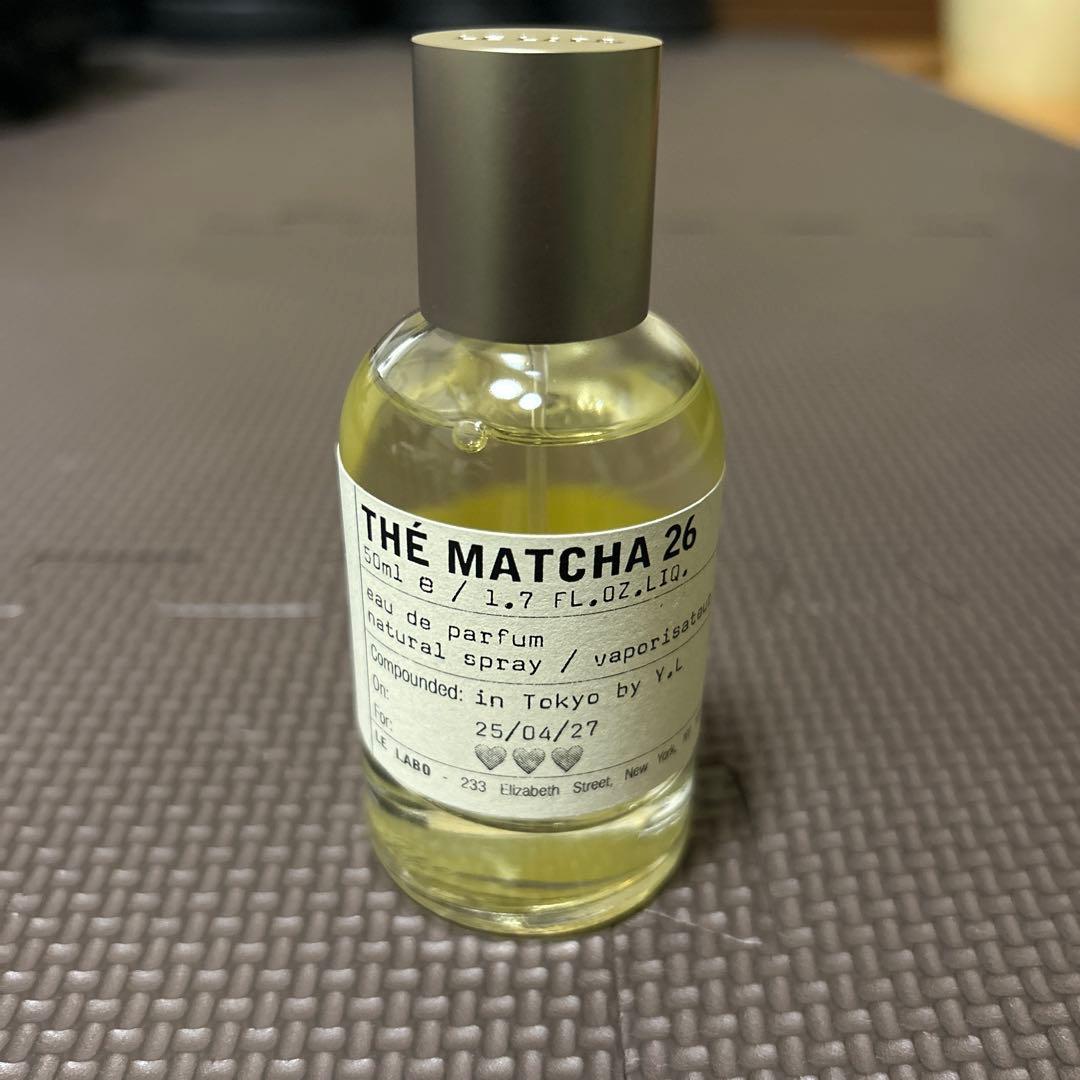 THÉ MATCHA 26
50ml e / 1.7 FL.OZ.LIQ.
eau de parfum
natural spray / vaporisateur
Compounded: in Tokyo by Y.L
On: 25/04/27
For: 
LE LABO - 233 Elizabeth Street, New York,